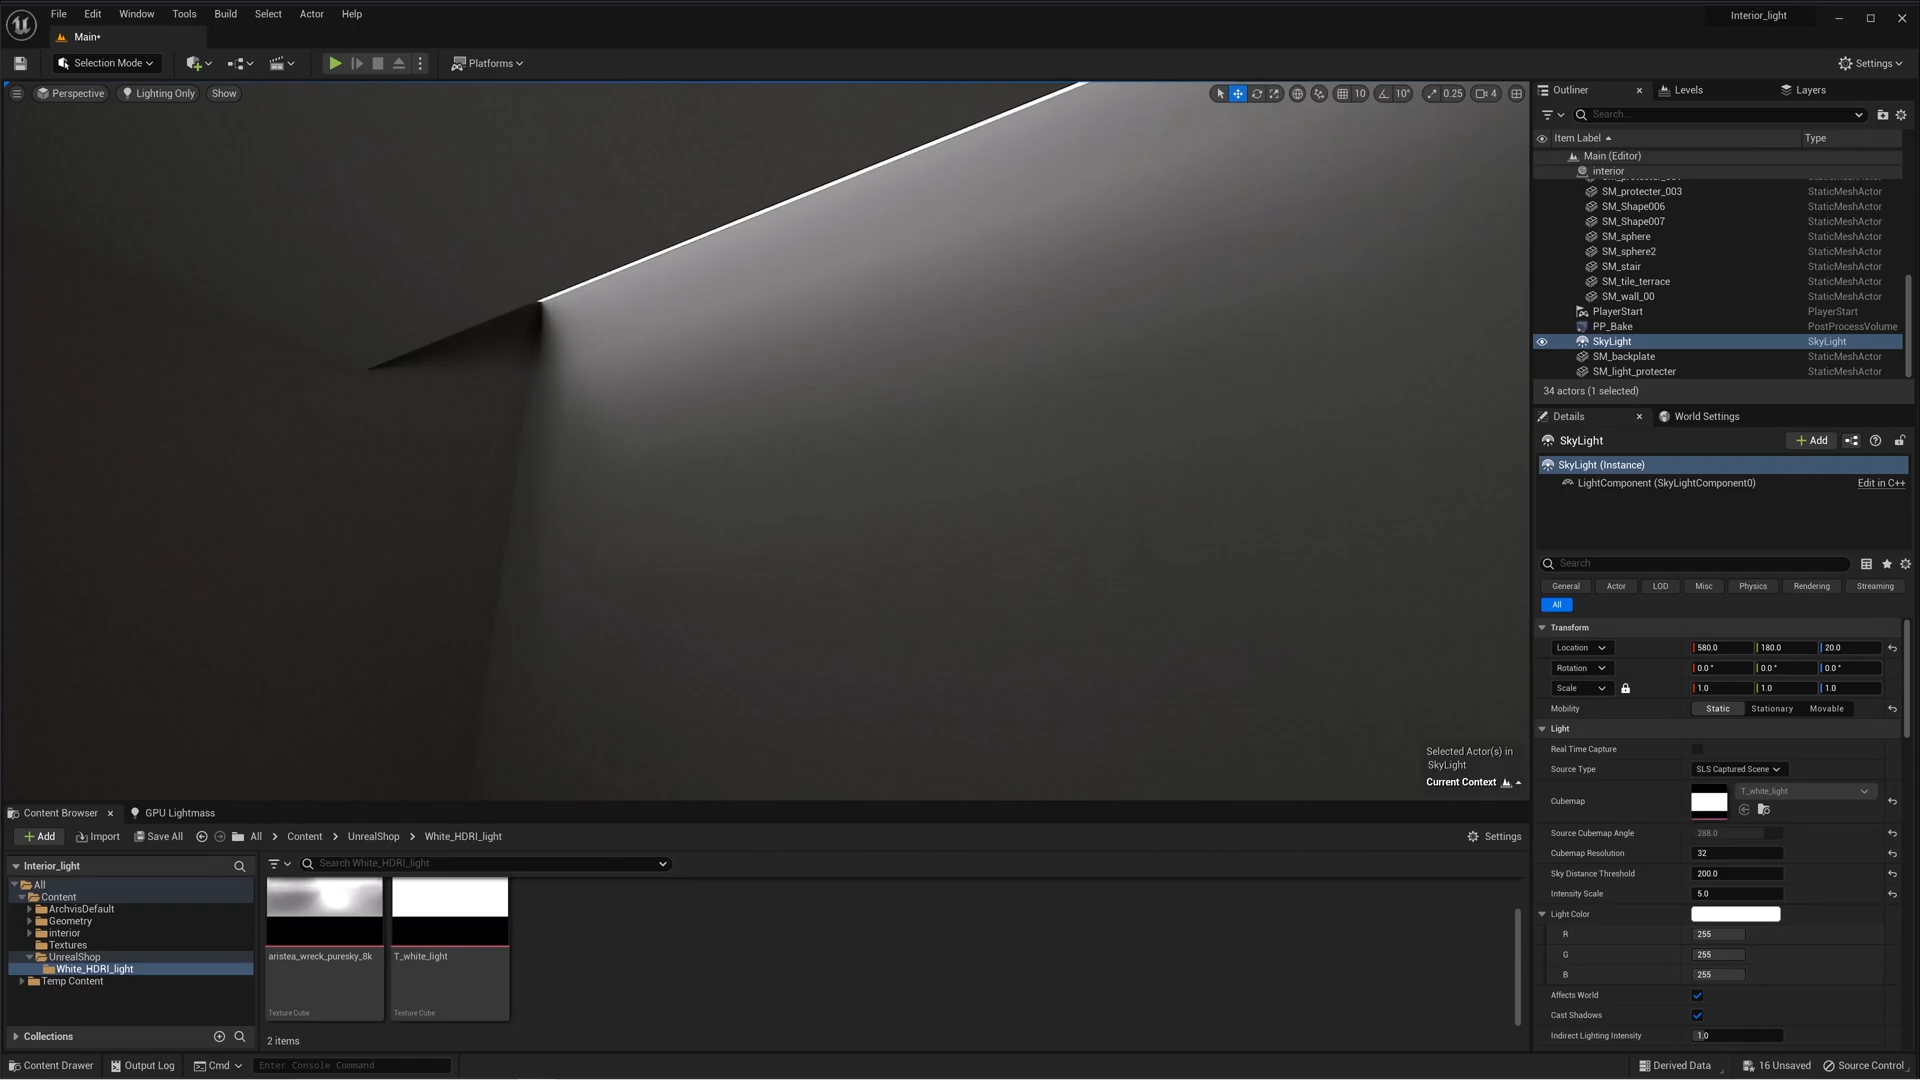 File Edit Window Tools Build Select Actor Help
Interior_light
Main*
Selection Mode
Platforms
Settings
Perspective
Lighting Only
Show
10
10°
0.25
4
Outliner
Levels
Layers
Search...
Item Label
Type
Main (Editor)
interior
SM_protecter_003 StaticMeshActor
SM_Shape006 StaticMeshActor
SM_Shape007 StaticMeshActor
SM_sphere StaticMeshActor
SM_sphere2 StaticMeshActor
SM_stair StaticMeshActor
SM_tile_terrace StaticMeshActor
SM_wall_00 StaticMeshActor
PlayerStart PlayerStart
PP_Bake PostProcessVolume
SkyLight SkyLight
SM_backplate StaticMeshActor
SM_light_protecter StaticMeshActor
34 actors (1 selected)
Details
World Settings
SkyLight
Add
SkyLight (Instance)
LightComponent (SkyLightComponent0)
Edit in C++
Search
General Actor LOD Misc Physics Rendering Streaming
All
Transform
Location 580.0 180.0 20.0
Rotation 0.0 ° 0.0 ° 0.0 °
Scale 1.0 1.0 1.0
Mobility Static Stationary Movable
Light
Real Time Capture
Source Type SLS Captured Scene
Cubemap T_white_light
Source Cubemap Angle 288.0
Cubemap Resolution 32
Sky Distance Threshold 200.0
Intensity Scale 5.0
Light Color
R 255
G 255
B 255
Affects World
Cast Shadows
Indirect Lighting Intensity 1.0
Selected Actor(s) in
SkyLight
Current Context
Content Browser
GPU Lightmass
Add
Import
Save All
All
Content
UnrealShop
White_HDRI_light
Settings
Interior_light
Search White_HDRI_light
All
Content
ArchvisDefault
Geometry
interior
Textures
UnrealShop
White_HDRI_light
Temp Content
Collections
aristea_wreck_puresky_8k
Texture Cube
T_white_light
Texture Cube
2 items
Content Drawer
Output Log
Cmd
Enter Console Command
Derived Data
16 Unsaved
Source Control